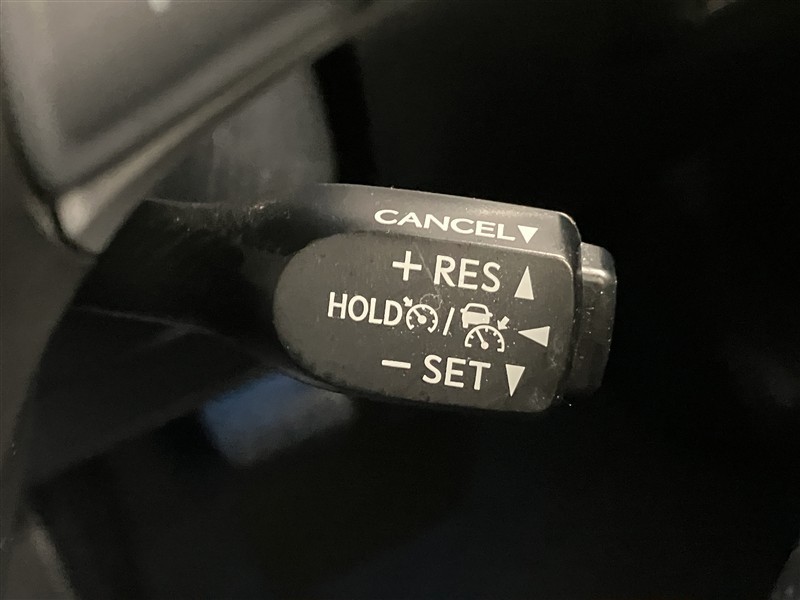 CANCEL▼
+ RES ▲
HOLD / ◀
− SET ▼